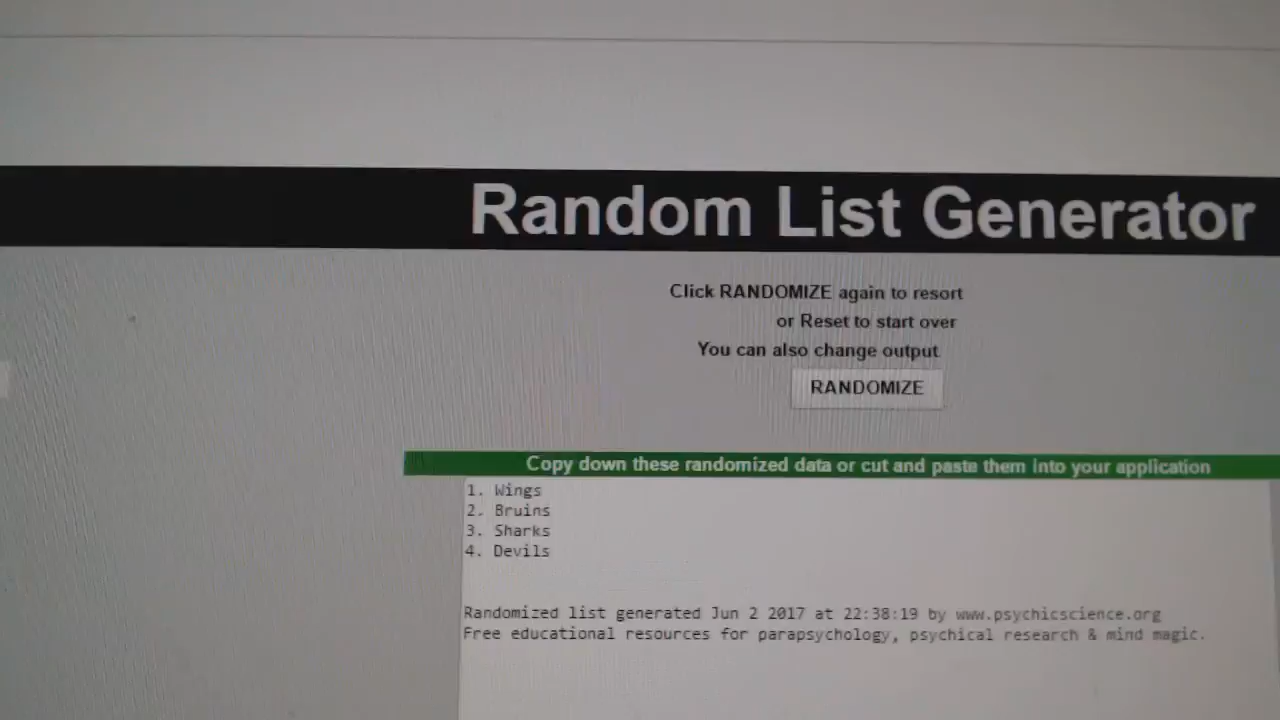 Random List Generator
Click RANDOMIZE again to resort
or Reset to start over
You can also change output
RANDOMIZE
Copy down these randomized data or cut and paste them into your application
1. Wings
2. Bruins
3. Sharks
4. Devils
Randomized list generated Jun 2 2017 at 22:38:19 by www.psychicscience.org
Free educational resources for parapsychology, psychical research & mind magic.